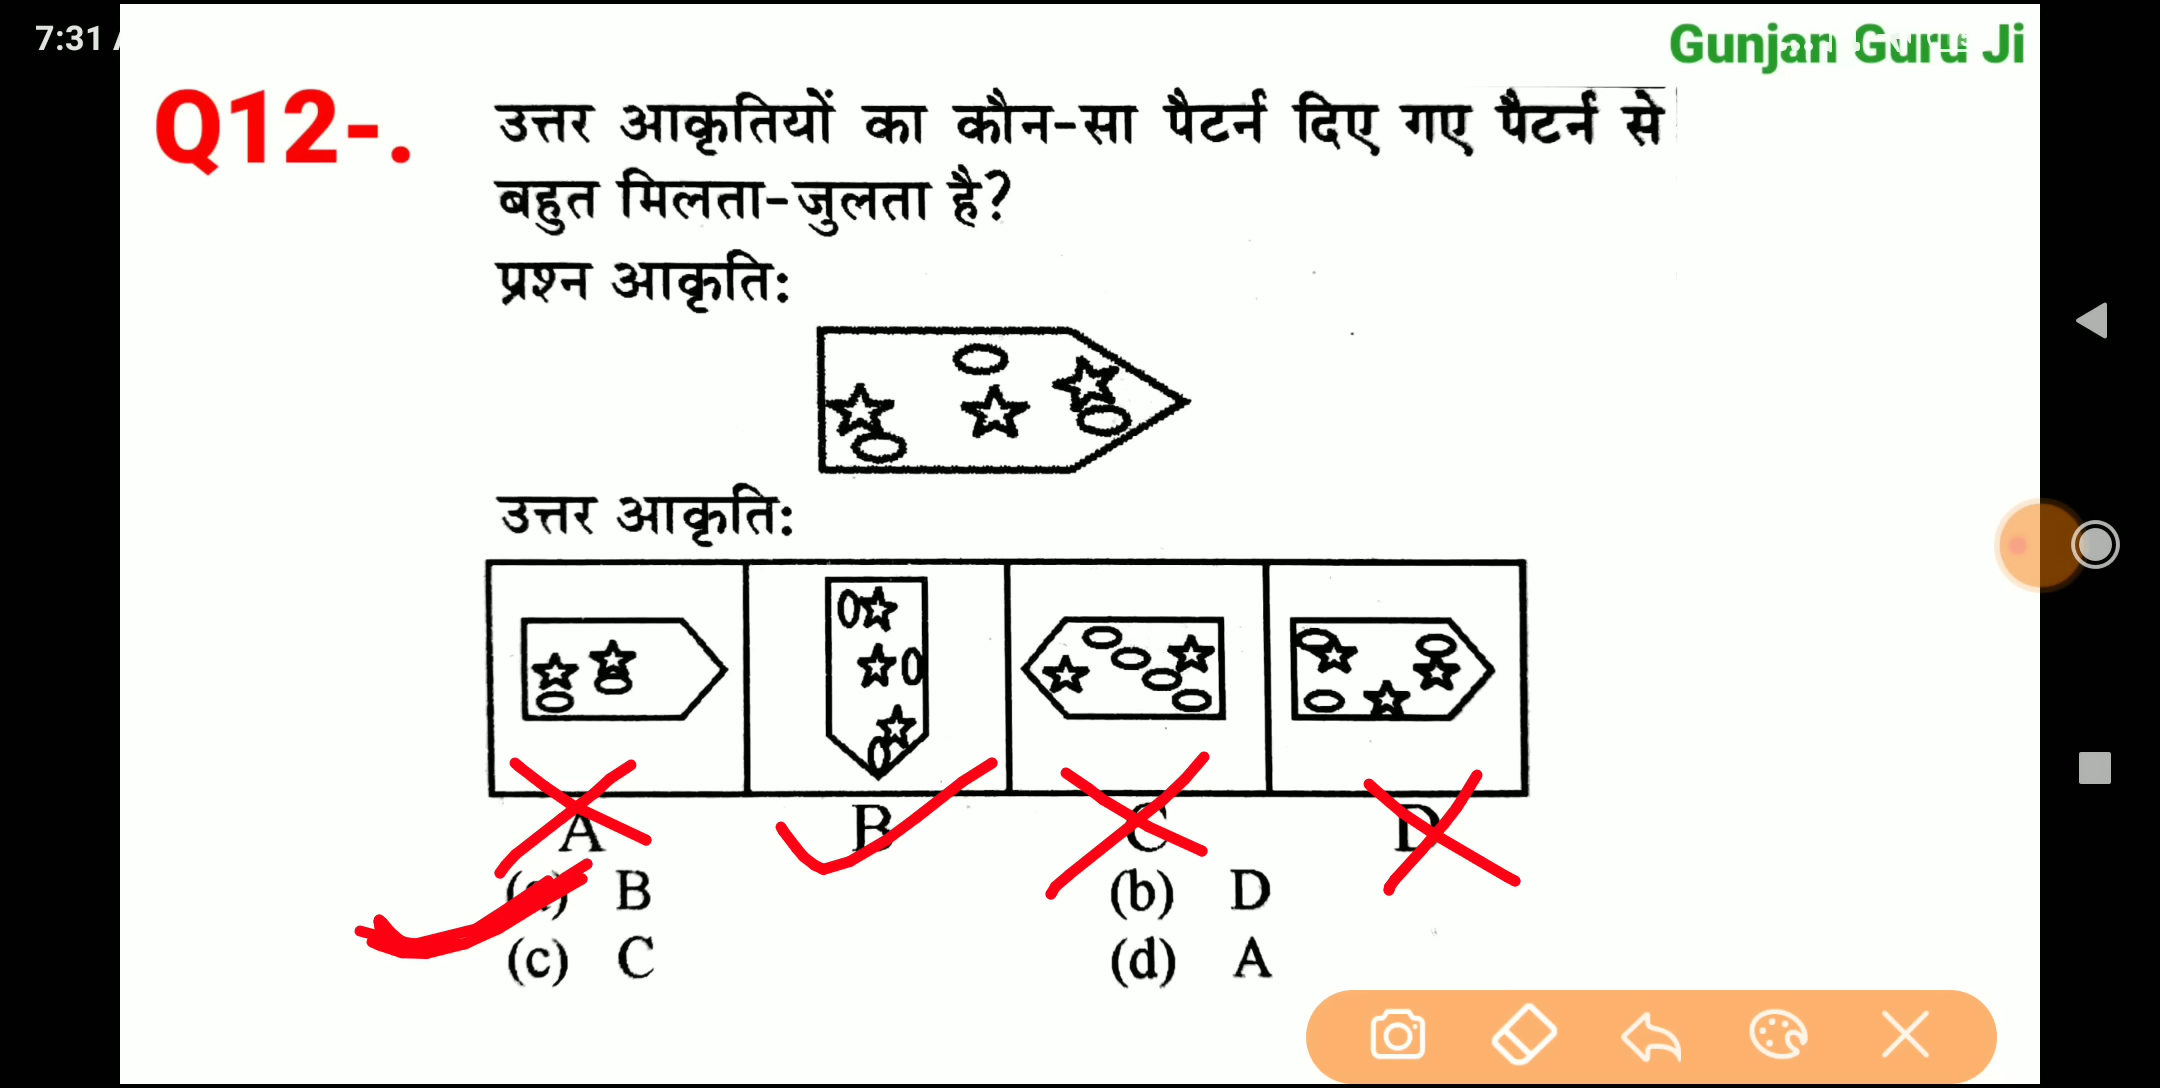 7:31
Gunjan Guru Ji
Q12-. उत्तर आकृतियों का कौन-सा पैटर्न दिए गए पैटर्न से
बहुत मिलता-जुलता है?
प्रश्न आकृति:
उत्तर आकृति:
A B C D
(a) B (b) D
(c) C (d) A